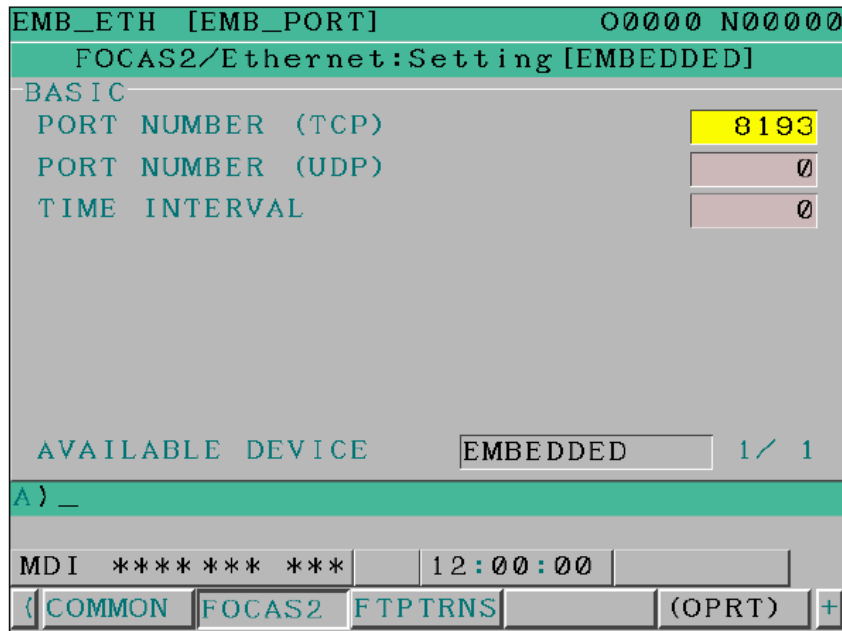 EMB_ETH [EMB_PORT] O0000 N00000
FOCAS2/Ethernet:Setting[EMBEDDED]
BASIC
PORT NUMBER (TCP) 8193
PORT NUMBER (UDP) 0
TIME INTERVAL 0
AVAILABLE DEVICE EMBEDDED 1/ 1
A)_
MDI **** *** *** 12:00:00
( COMMON FOCAS2 FTPTRNS (OPRT) +